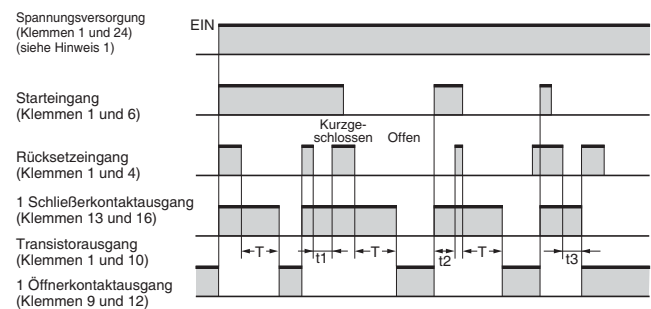 Spannungsversorgung
(Klemmen 1 und 24)
(siehe Hinweis 1)
EIN
Starteingang
(Klemmen 1 und 6)
Kurzge-
schlossen
Offen
Rücksetzeingang
(Klemmen 1 und 4)
1 Schließerkontaktausgang
(Klemmen 13 und 16)
Transistorausgang
(Klemmen 1 und 10)
T
t1
T
t2
T
t3
1 Öffnerkontaktausgang
(Klemmen 9 und 12)